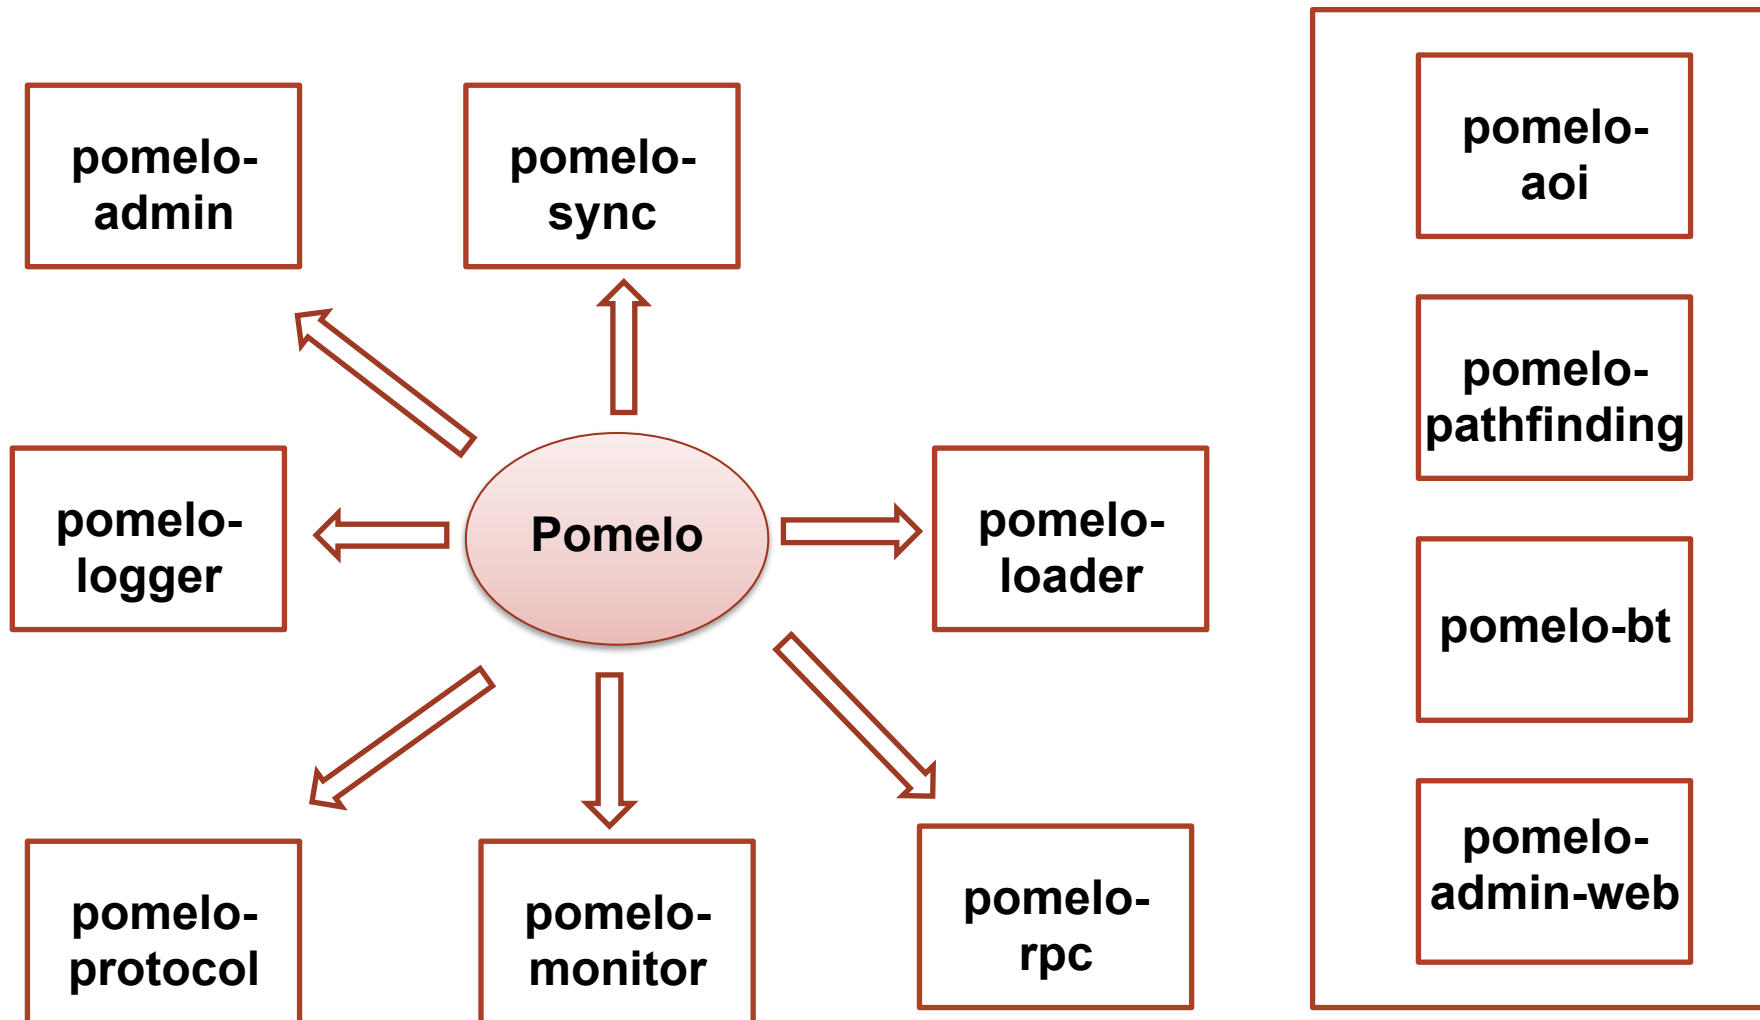 pomelo-
admin
pomelo-
sync
pomelo-
logger
Pomelo
pomelo-
loader
pomelo-
protocol
pomelo-
monitor
pomelo-
rpc
pomelo-
aoi
pomelo-
pathfinding
pomelo-bt
pomelo-
admin-web